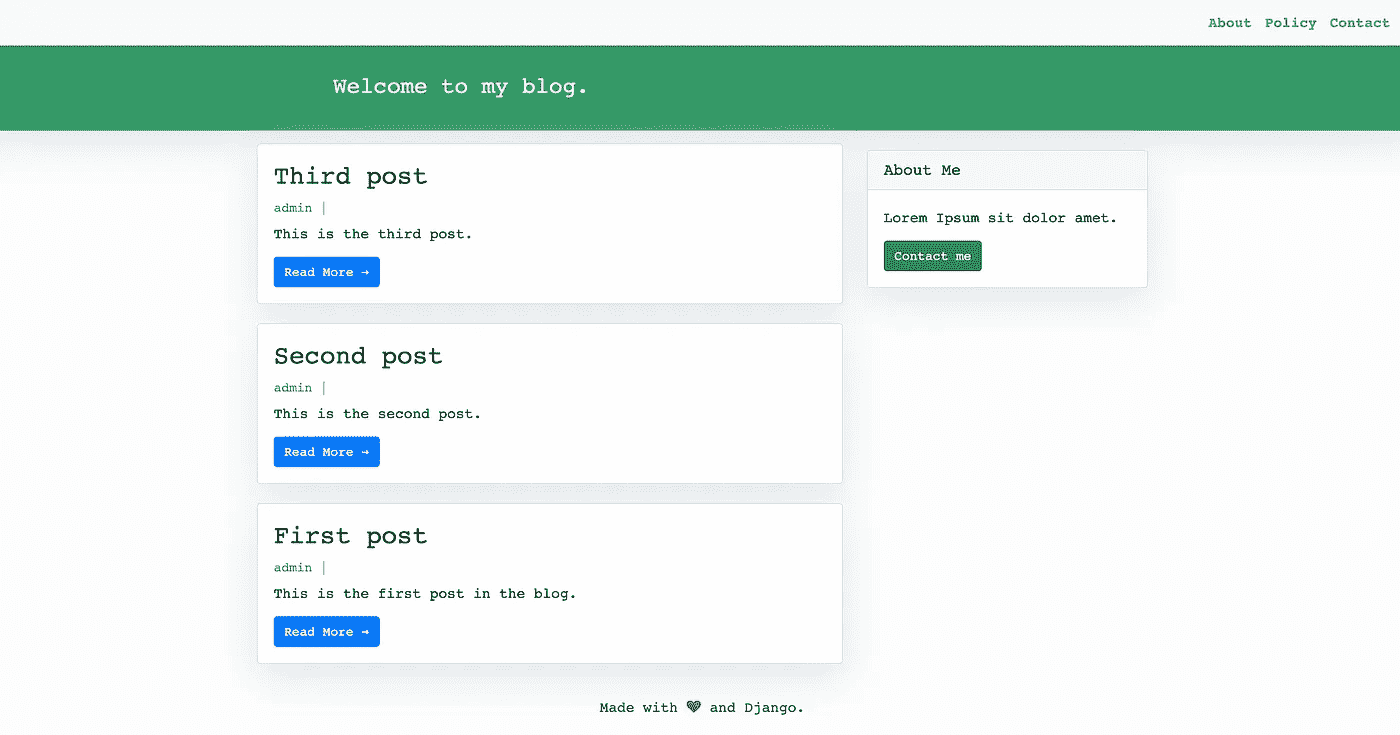 About Policy Contact
Welcome to my blog.
Third post
admin |
This is the third post.
Read More →
Second post
admin |
This is the second post.
Read More →
First post
admin |
This is the first post in the blog.
Read More →
About Me
Lorem Ipsum sit dolor amet.
Contact me
Made with 💚 and Django.